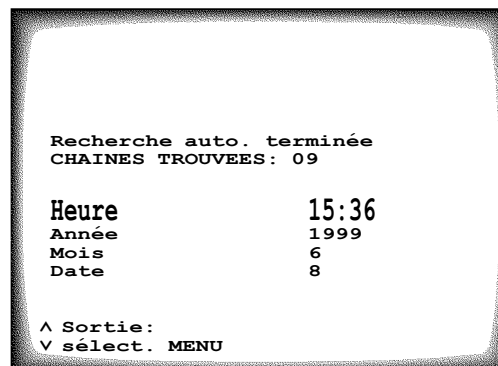 Recherche auto. terminée
CHAINES TROUVEES: 09
Heure 15:36
Année 1999
Mois 6
Date 8
∧ Sortie:
∨ sélect. MENU